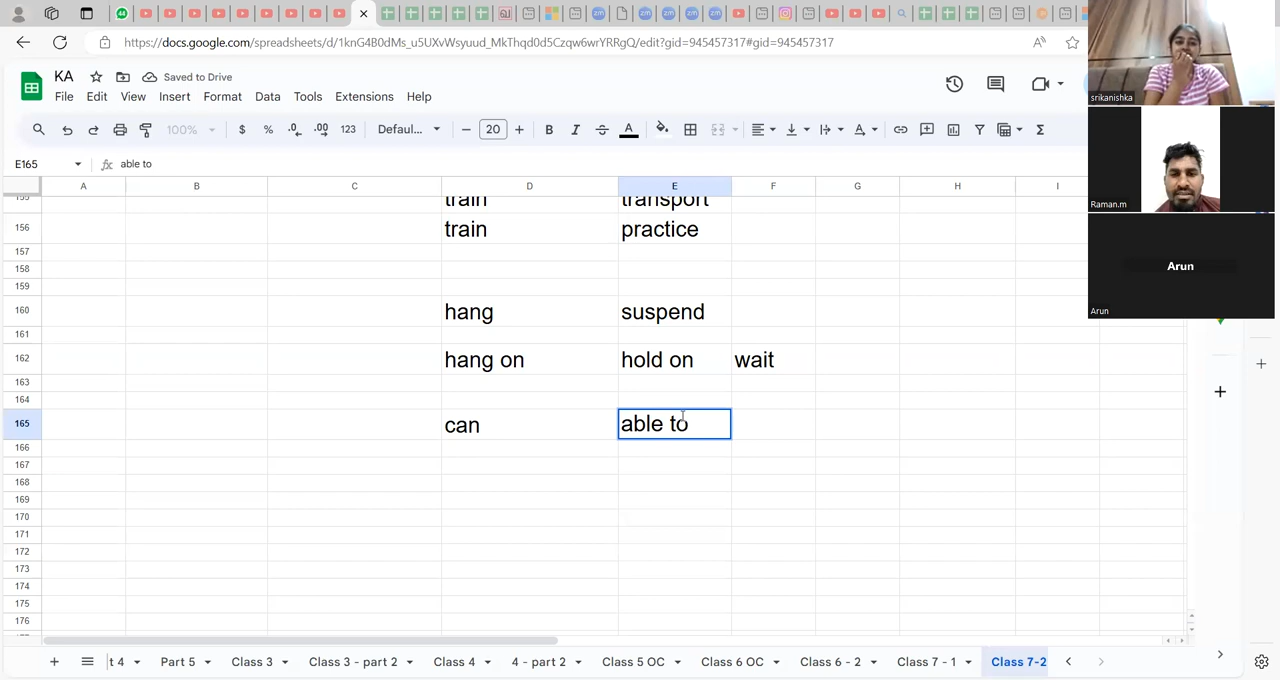 44
https://docs.google.com/spreadsheets/d/1knG4B0dMs_u5UXvWsyuud_MkThqd0d5Czqw6wrYRRgQ/edit?gid=945457317#gid=945457317
KA
Saved to Drive
File Edit View Insert Format Data Tools Extensions Help
100% $ % .0 .00 123 Defaul... 20 B I A
E165 fx able to
A B C D E F G H I
155 train transport
156 train practice
157
158
159
160 hang suspend
161
162 hang on hold on wait
163
164
165 can able to
166
167
168
169
170
171
172
173
174
175
176
t 4 Part 5 Class 3 Class 3 - part 2 Class 4 4 - part 2 Class 5 OC Class 6 OC Class 6 - 2 Class 7 - 1 Class 7-2
srikanishka
Raman.m
Arun
Arun